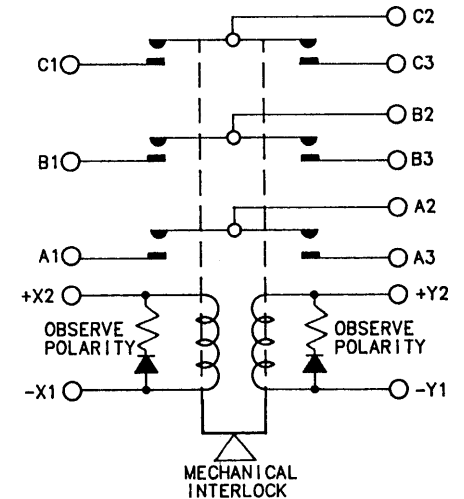 C2
C1
C3
B2
B1
B3
A2
A1
A3
+X2
+Y2
OBSERVE
POLARITY
OBSERVE
POLARITY
-X1
-Y1
MECHANICAL
INTERLOCK